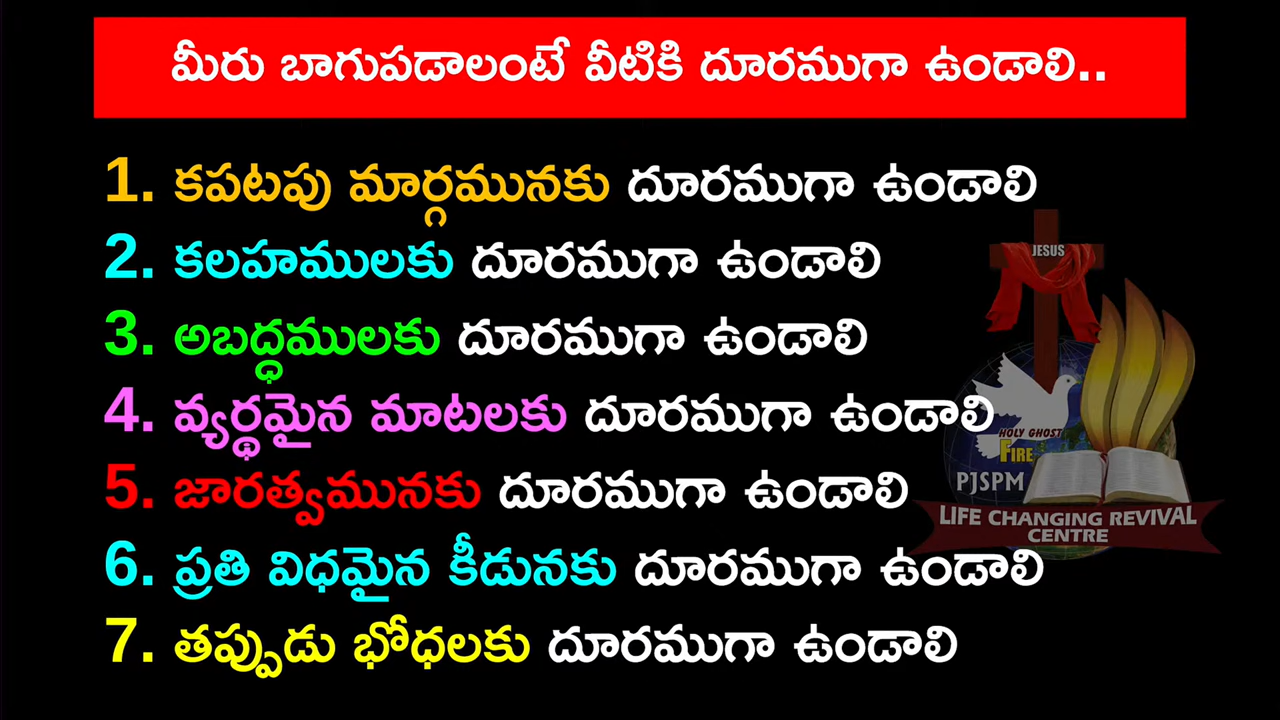 మీరు బాగుపడాలంటే వీటికి దూరముగా ఉండాలి..
1. కపటపు మార్గమునకు దూరముగా ఉండాలి
2. కలహములకు దూరముగా ఉండాలి
3. అబద్ధములకు దూరముగా ఉండాలి
4. వ్యర్థమైన మాటలకు దూరముగా ఉండాలి
5. జారత్వమునకు దూరముగా ఉండాలి
6. ప్రతి విధమైన కీడునకు దూరముగా ఉండాలి
7. తప్పుడు భోధలకు దూరముగా ఉండాలి
JESUS
HOLY GHOST
FIRE
PJSPM
LIFE CHANGING REVIVAL
CENTRE